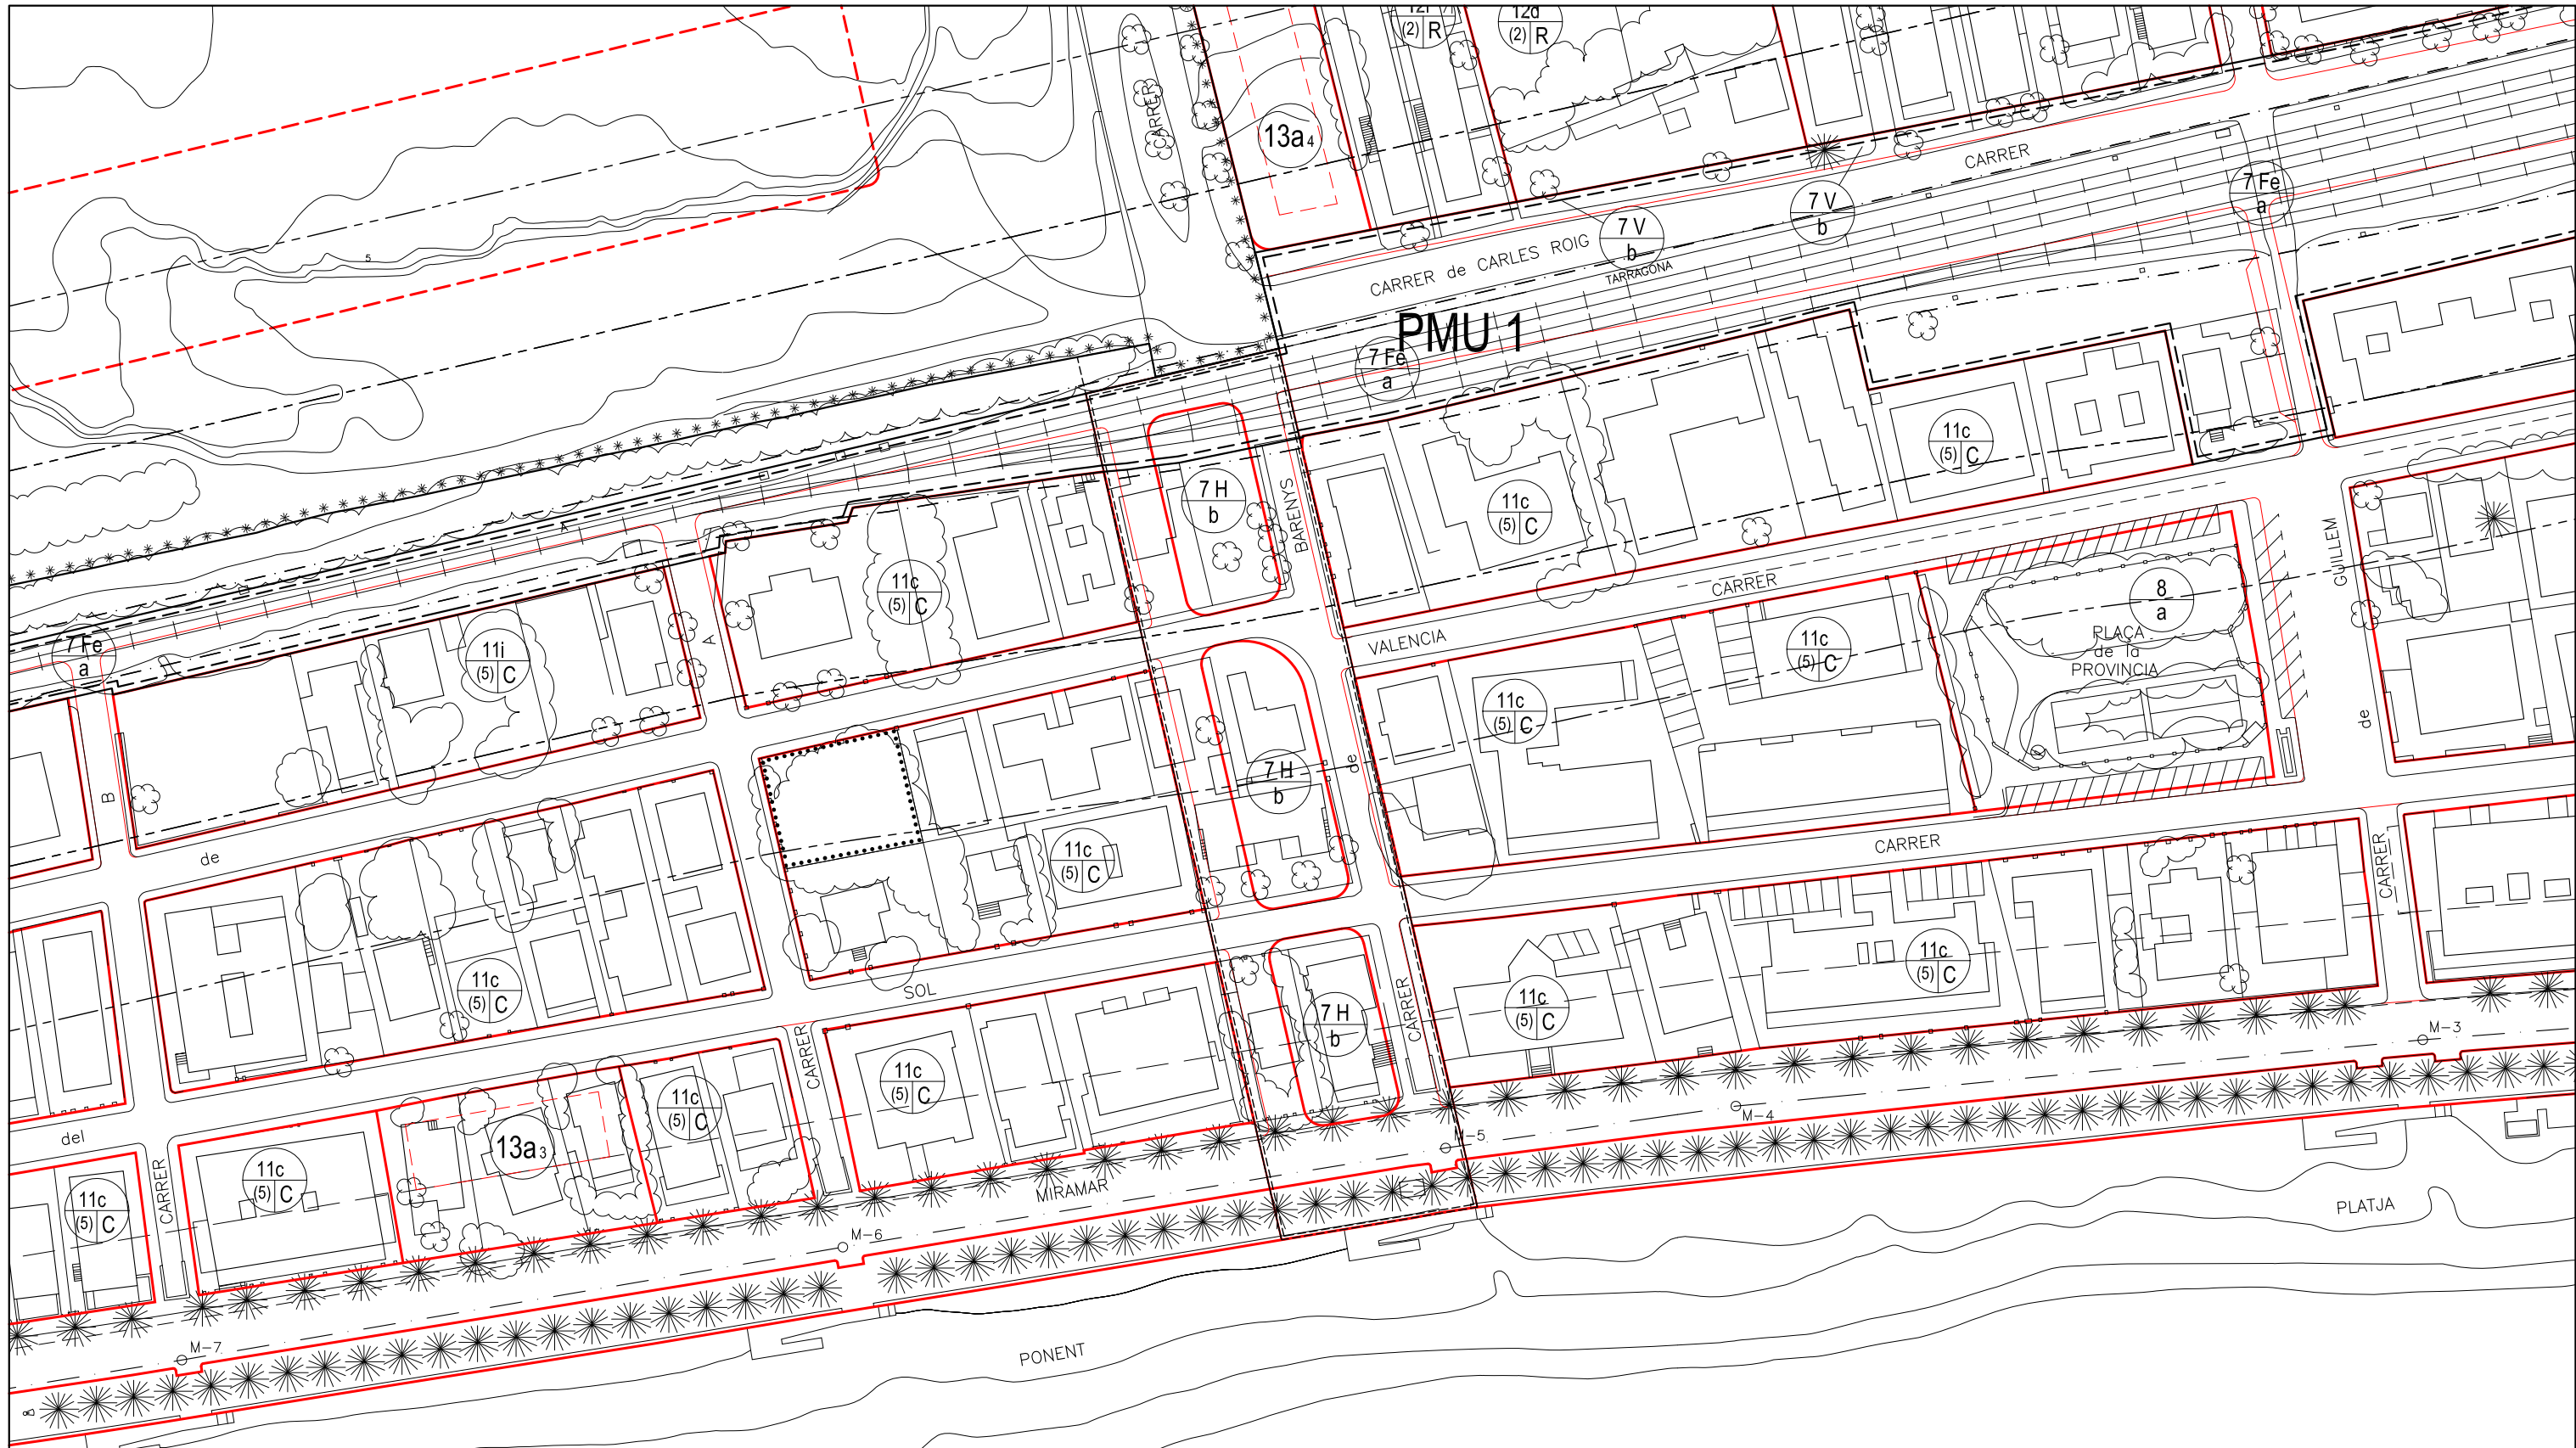 12f
(2) R
12d
(2) R
CARRER
13a4
CARRER
7 Fe
a
7 V
b
7 V
b
CARRER de CARLES ROIG
TARRAGONA
5
PMU 1
7 Fe
a
11c
(5) C
7 H
b
BARENYS
11c
(5) C
GUILLEM
CARRER
8
a
PLAÇA
de la
PROVINCIA
11c
(5) C
A
VALENCIA
11c
(5) C
7 Fe
a
11i
(5) C
11c
(5) C
de
de
7 H
b
B
de
CARRER
11c
(5) C
CARRER
11c
(5) C
11c
(5) C
11c
(5) C
SOL
CARRER
7 H
b
M-3
CARRER
11c
(5) C
11c
(5) C
M-4
del
13a3
M-5
CARRER
11c
(5) C
11c
(5) C
MIRAMAR
PLATJA
M-6
M-7
PONENT